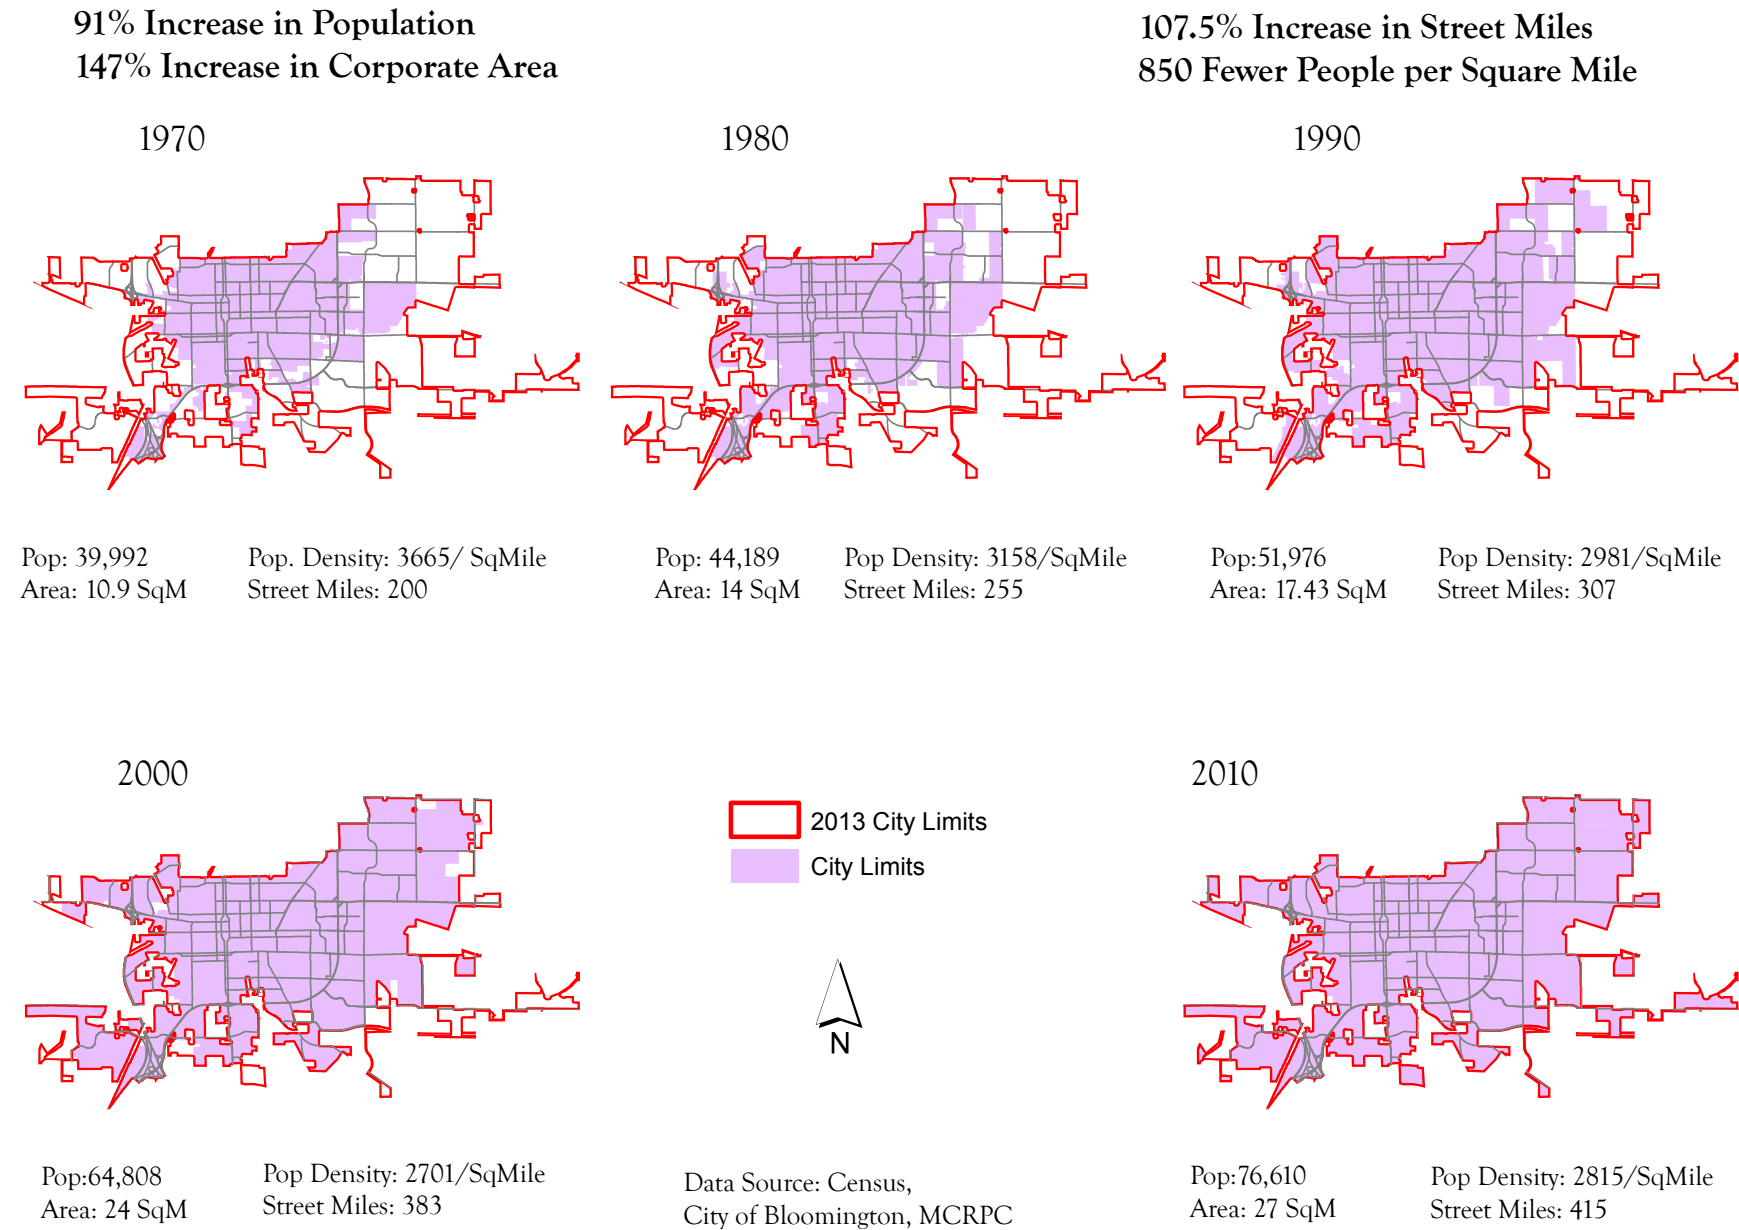 91% Increase in Population
147% Increase in Corporate Area
107.5% Increase in Street Miles
850 Fewer People per Square Mile
1970
1980
1990
Pop: 39,992
Area: 10.9 SqM
Pop. Density: 3665/ SqMile
Street Miles: 200
Pop: 44,189
Area: 14 SqM
Pop Density: 3158/SqMile
Street Miles: 255
Pop:51,976
Area: 17.43 SqM
Pop Density: 2981/SqMile
Street Miles: 307
2000
2013 City Limits
City Limits
N
2010
Pop:64,808
Area: 24 SqM
Pop Density: 2701/SqMile
Street Miles: 383
Data Source: Census,
City of Bloomington, MCRPC
Pop:76,610
Area: 27 SqM
Pop Density: 2815/SqMile
Street Miles: 415